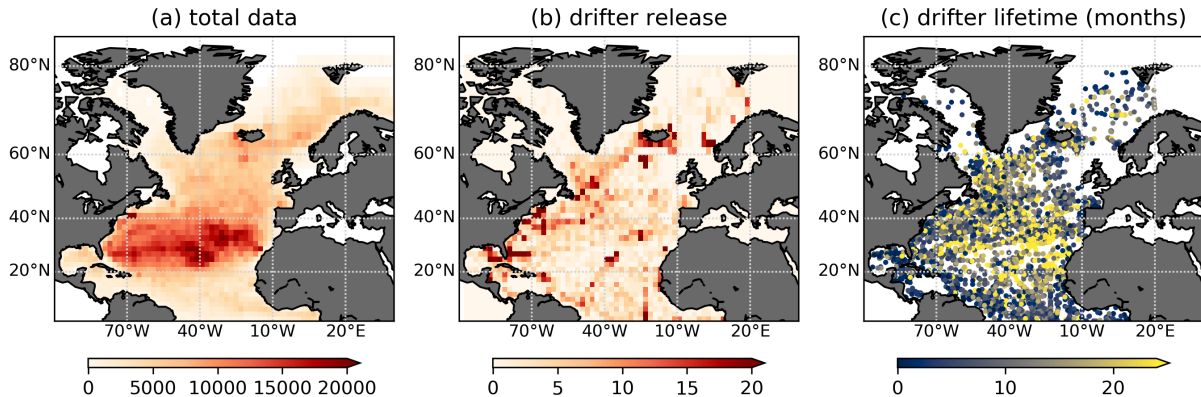 (a) total data
(b) drifter release
(c) drifter lifetime (months)
80°N
60°N
40°N
20°N
70°W 40°W 10°W 20°E
80°N
60°N
40°N
20°N
70°W 40°W 10°W 20°E
80°N
60°N
40°N
20°N
70°W 40°W 10°W 20°E
0 5000 10000 15000 20000
0 5 10 15 20
0 10 20